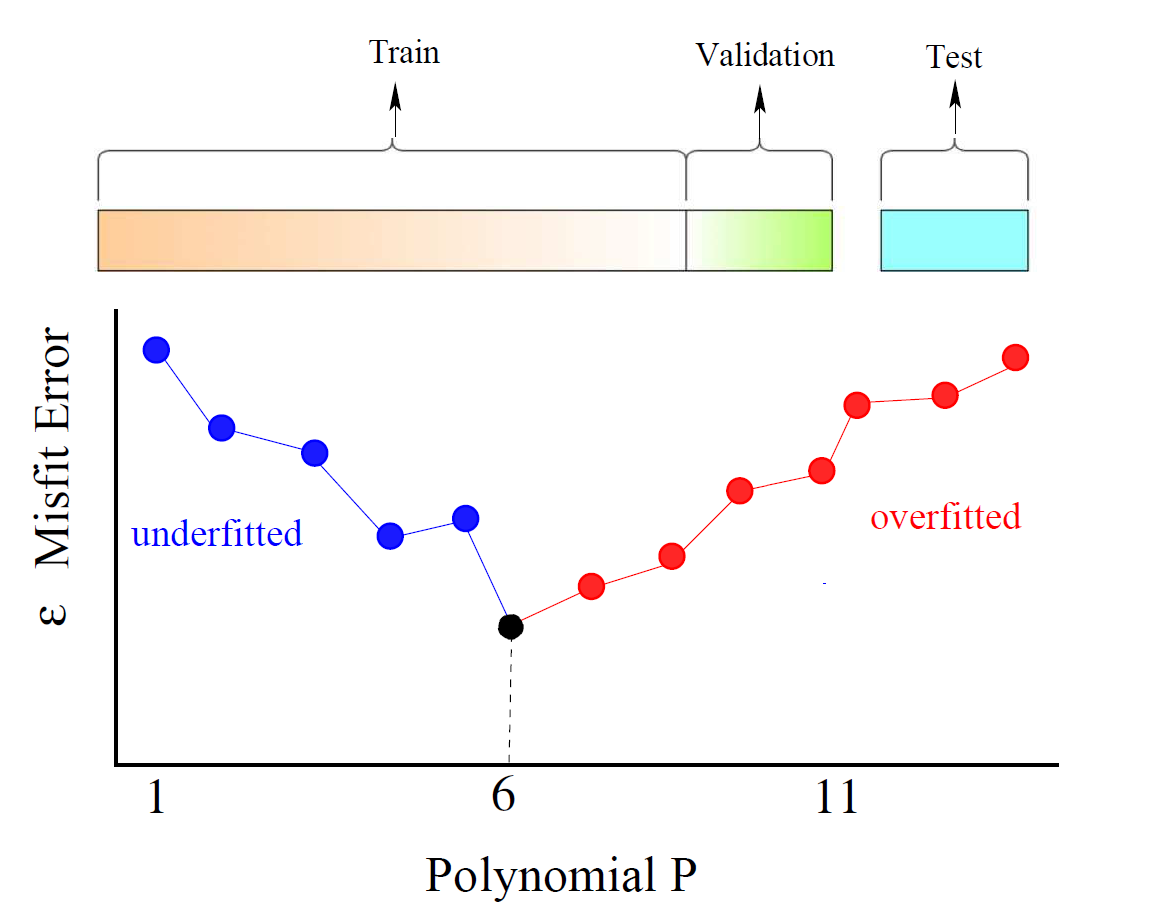 Train
Validation
Test
ε Misfit Error
underfitted
overfitted
1
6
11
Polynomial P